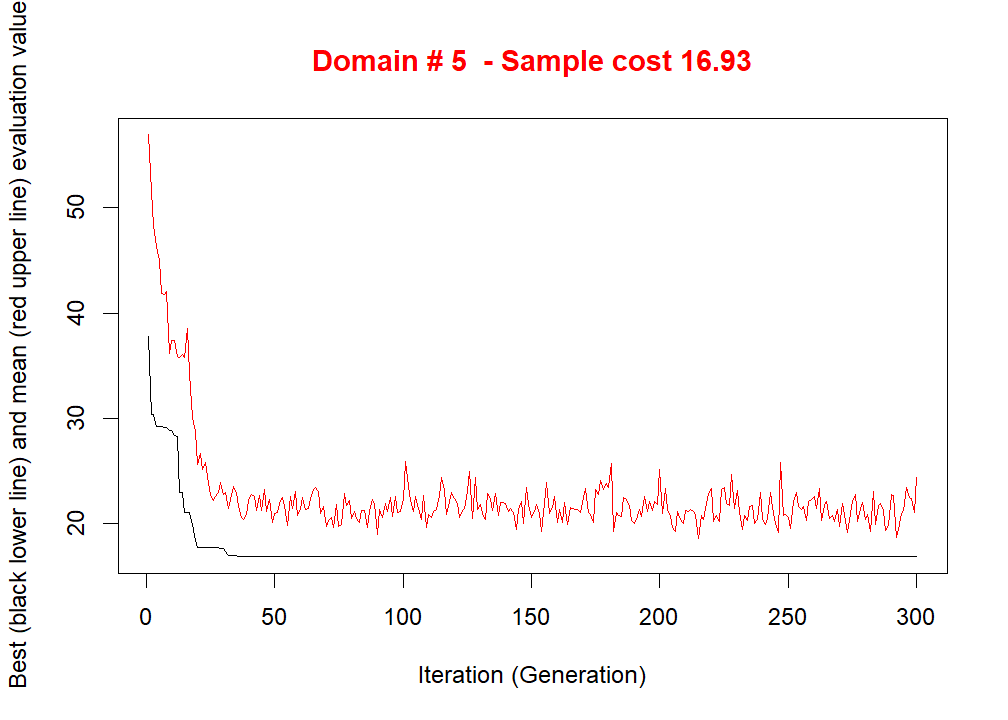 Domain # 5  - Sample cost 16.93
Best (black lower line) and mean (red upper line) evaluation value
50
40
30
20
0 50 100 150 200 250 300
Iteration (Generation)